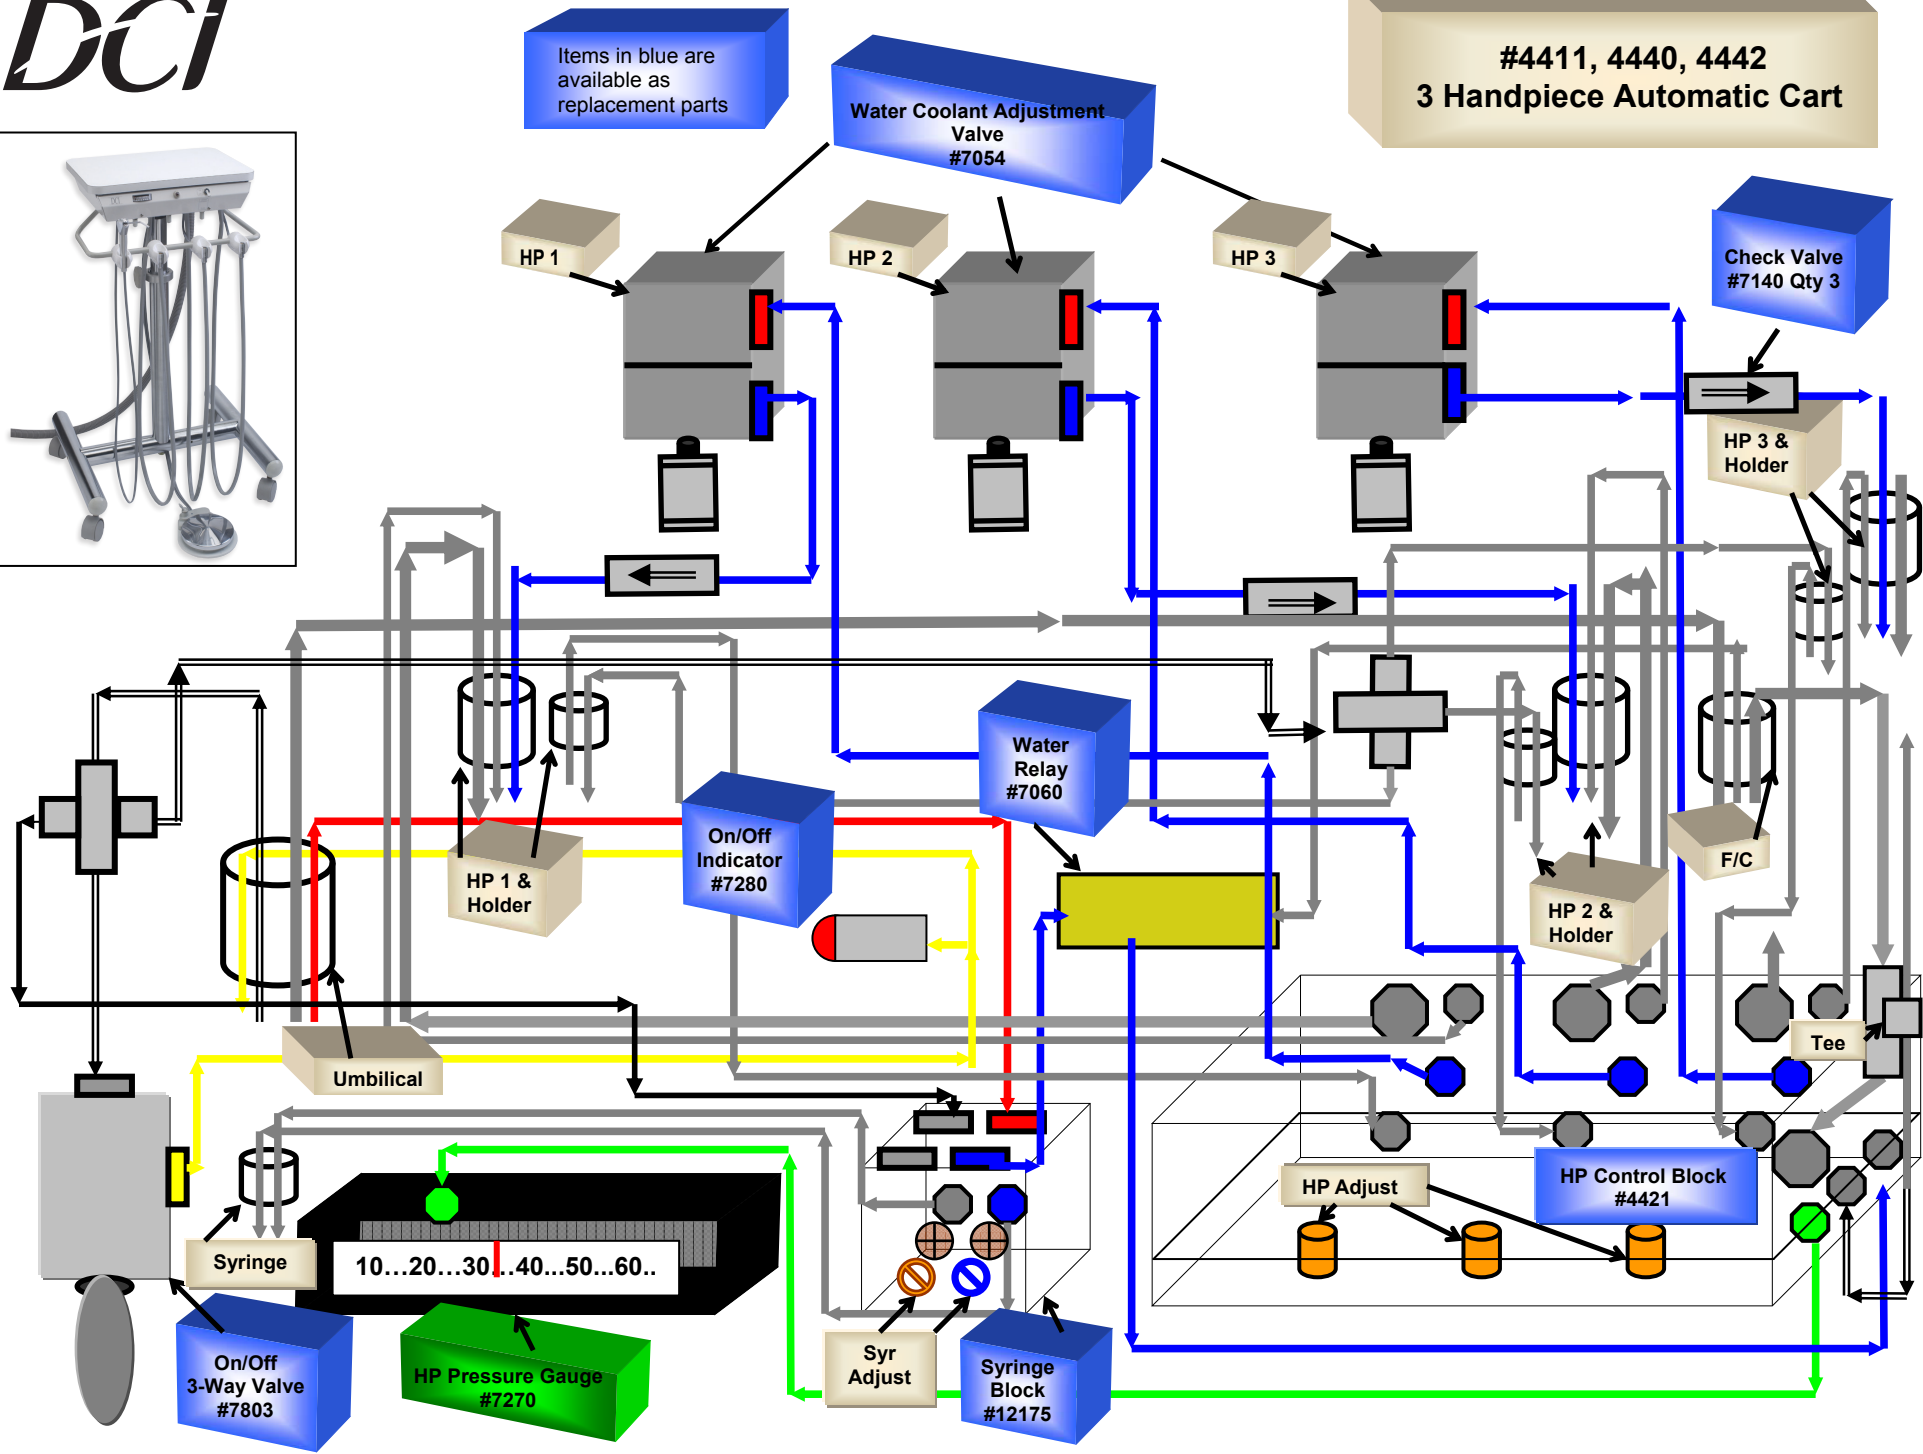 DCI
Items in blue are
available as
replacement parts
Water Coolant Adjustment
Valve
#7054
#4411, 4440, 4442
3 Handpiece Automatic Cart
HP 1
HP 2
HP 3
Check Valve
#7140 Qty 3
HP 3 &
Holder
Water
Relay
#7060
On/Off
Indicator
#7280
HP 1 &
Holder
F/C
HP 2 &
Holder
Umbilical
Tee
HP Control Block
#4421
HP Adjust
Syringe
10...20...30...40...50...60..
On/Off
3-Way Valve
#7803
HP Pressure Gauge
#7270
Syr
Adjust
Syringe
Block
#12175